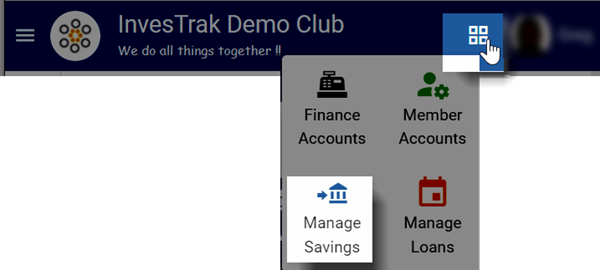 InvesTrak Demo Club
We do all things together !!
Finance
Accounts
Member
Accounts
Manage
Savings
Manage
Loans